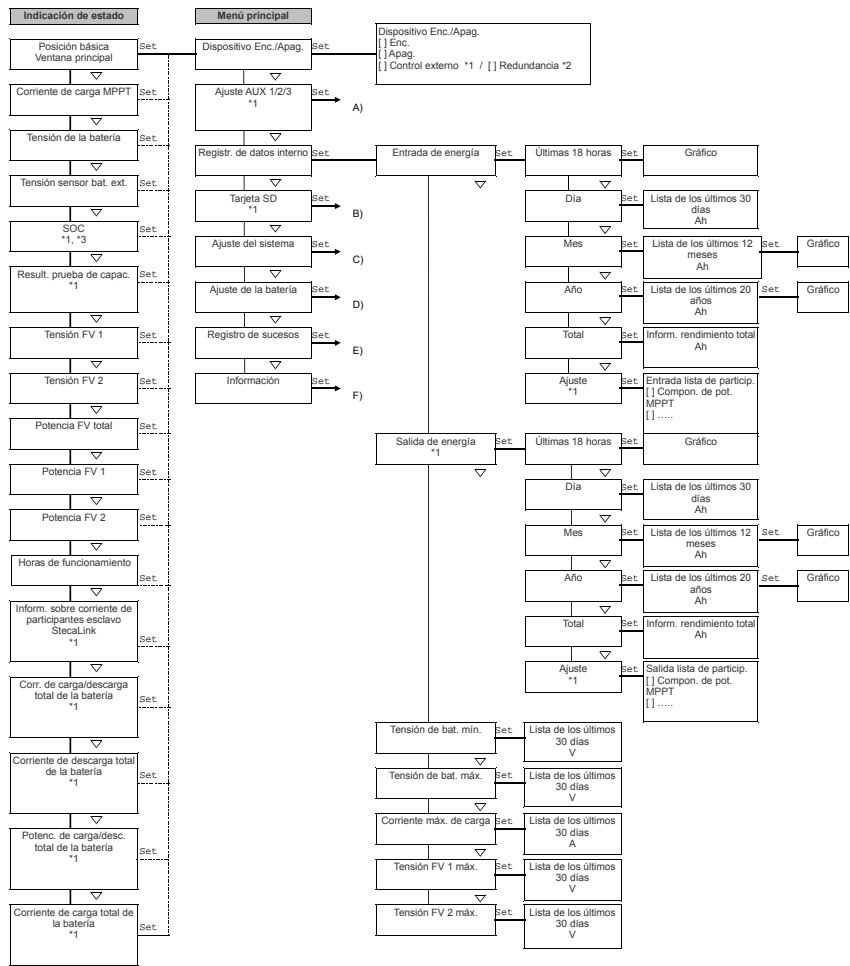 Indicación de estado
Posición básica
Ventana principal
Set
Corriente de carga MPPT
Set
Tensión de la batería
Set
Tensión sensor bat. ext.
Set
SOC
*1, *3
Set
Result. prueba de capac.
*1
Set
Tensión FV 1
Set
Tensión FV 2
Set
Potencia FV total
Set
Potencia FV 1
Set
Potencia FV 2
Set
Horas de funcionamiento
Set
Inform. sobre corriente de
participantes esclavo
StecaLink
*1
Set
Corr. de carga/descarga
total de la batería
*1
Set
Corriente de descarga total
de la batería
*1
Set
Potenc. de carga/desc.
total de la batería
*1
Set
Corriente de carga total de
la batería
*1
Set
Menú principal
Dispositivo Enc./Apag.
Set
Dispositivo Enc./Apag.
[ ] Enc.
[ ] Apag.
[ ] Control externo *1 / [ ] Redundancia *2
Ajuste AUX 1/2/3
*1
Set
A)
Registr. de datos interno
Set
Tarjeta SD
*1
Set
B)
Ajuste del sistema
Set
C)
Ajuste de la batería
Set
D)
Registro de sucesos
Set
E)
Información
Set
F)
Entrada de energía
Set
Últimas 18 horas
Set
Gráfico
Día
Set
Lista de los últimos 30
días
Ah
Mes
Set
Lista de los últimos 12
meses
Ah
Set
Gráfico
Año
Set
Lista de los últimos 20
años
Ah
Set
Gráfico
Total
Set
Inform. rendimiento total
Ah
Ajuste
*1
Set
Entrada lista de particip.
[ ] Compon. de pot.
MPPT
[ ] .....
Salida de energía
*1
Set
Últimas 18 horas
Set
Gráfico
Día
Set
Lista de los últimos 30
días
Ah
Mes
Set
Lista de los últimos 12
meses
Ah
Set
Gráfico
Año
Set
Lista de los últimos 20
años
Ah
Set
Gráfico
Total
Set
Inform. rendimiento total
Ah
Ajuste
*1
Set
Salida lista de particip.
[ ] Compon. de pot.
MPPT
[ ] .....
Tensión de bat. mín.
Set
Lista de los últimos
30 días
V
Tensión de bat. máx.
Set
Lista de los últimos
30 días
V
Corriente máx. de carga
Set
Lista de los últimos
30 días
A
Tensión FV 1 máx.
Set
Lista de los últimos
30 días
V
Tensión FV 2 máx.
Set
Lista de los últimos
30 días
V